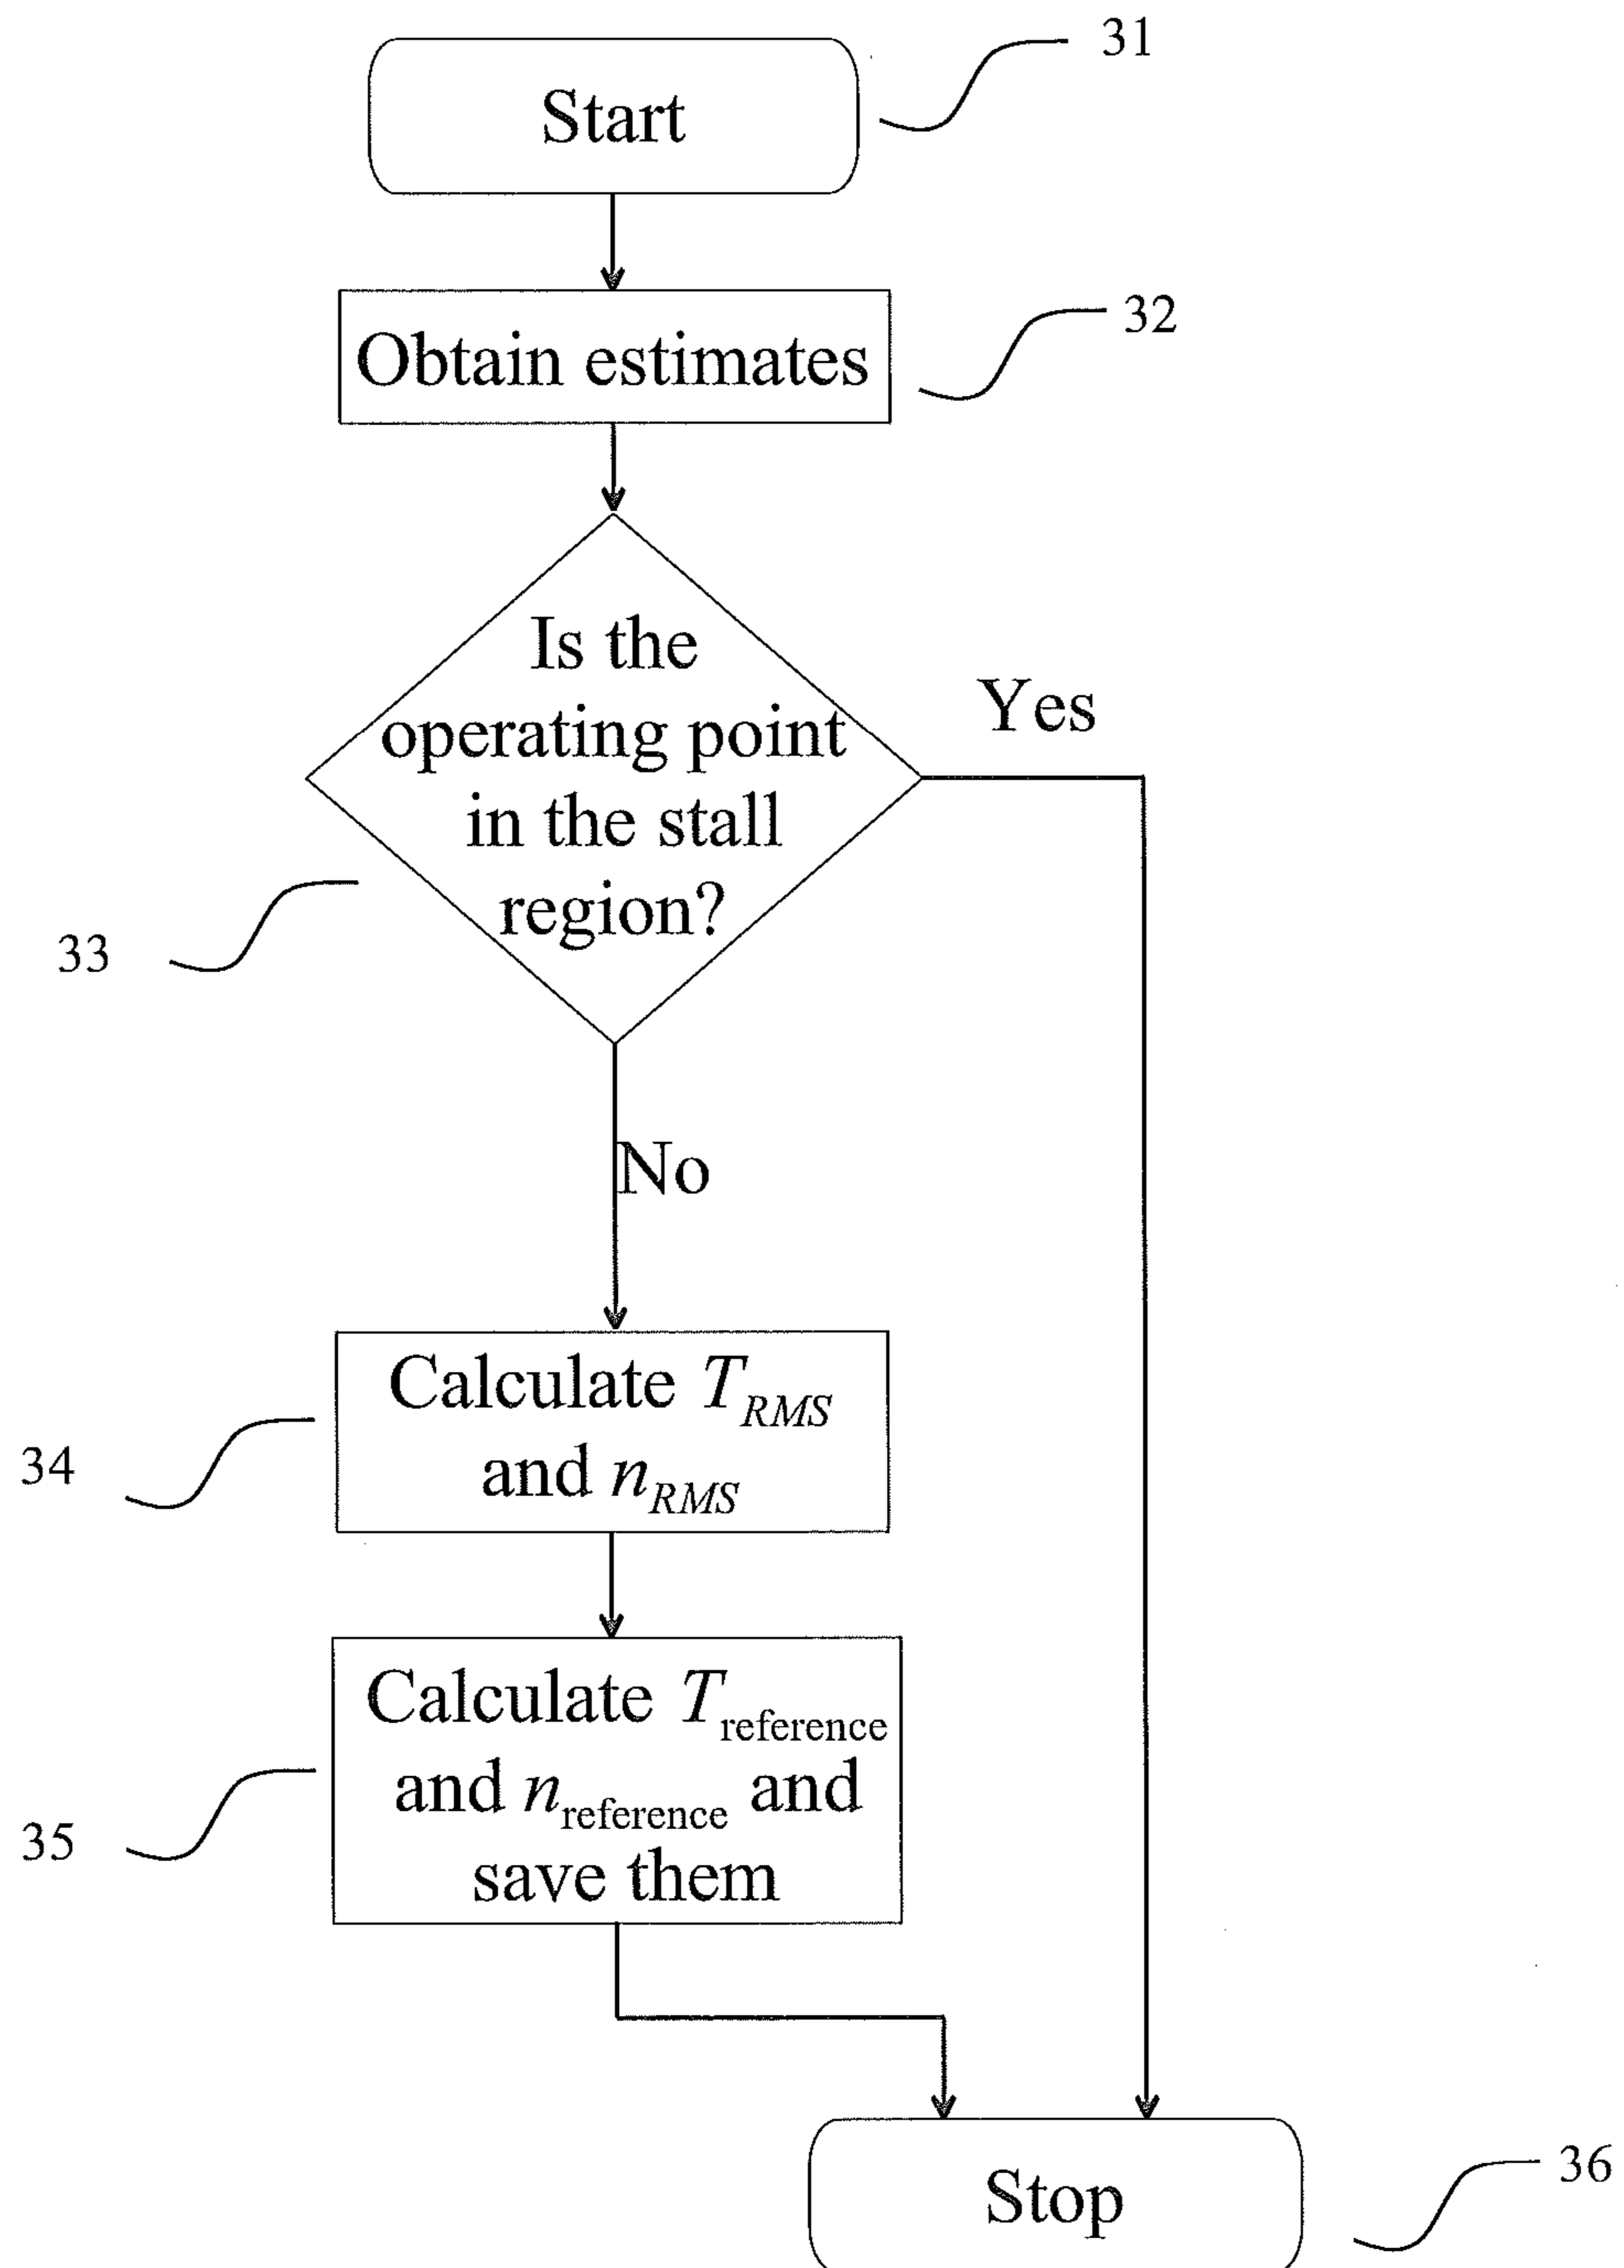 Start
31
Obtain estimates
32
Is the
operating point
in the stall
region?
Yes
33
No
Calculate T_RMS
and n_RMS
34
Calculate T_reference
and n_reference and
save them
35
Stop
36